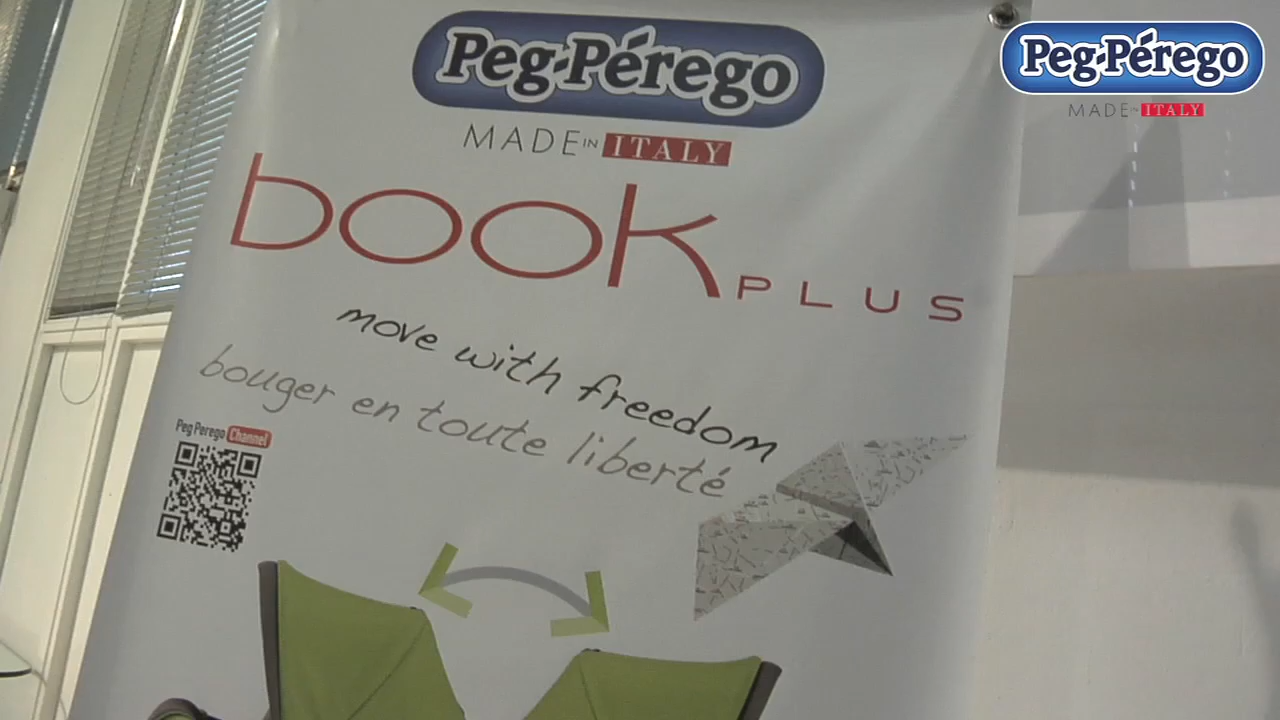 Peg-Pérego
MADE IN ITALY
Peg-Pérego
MADE IN ITALY
book PLUS
move with freedom
bouger en toute liberté
Peg Perego Channel